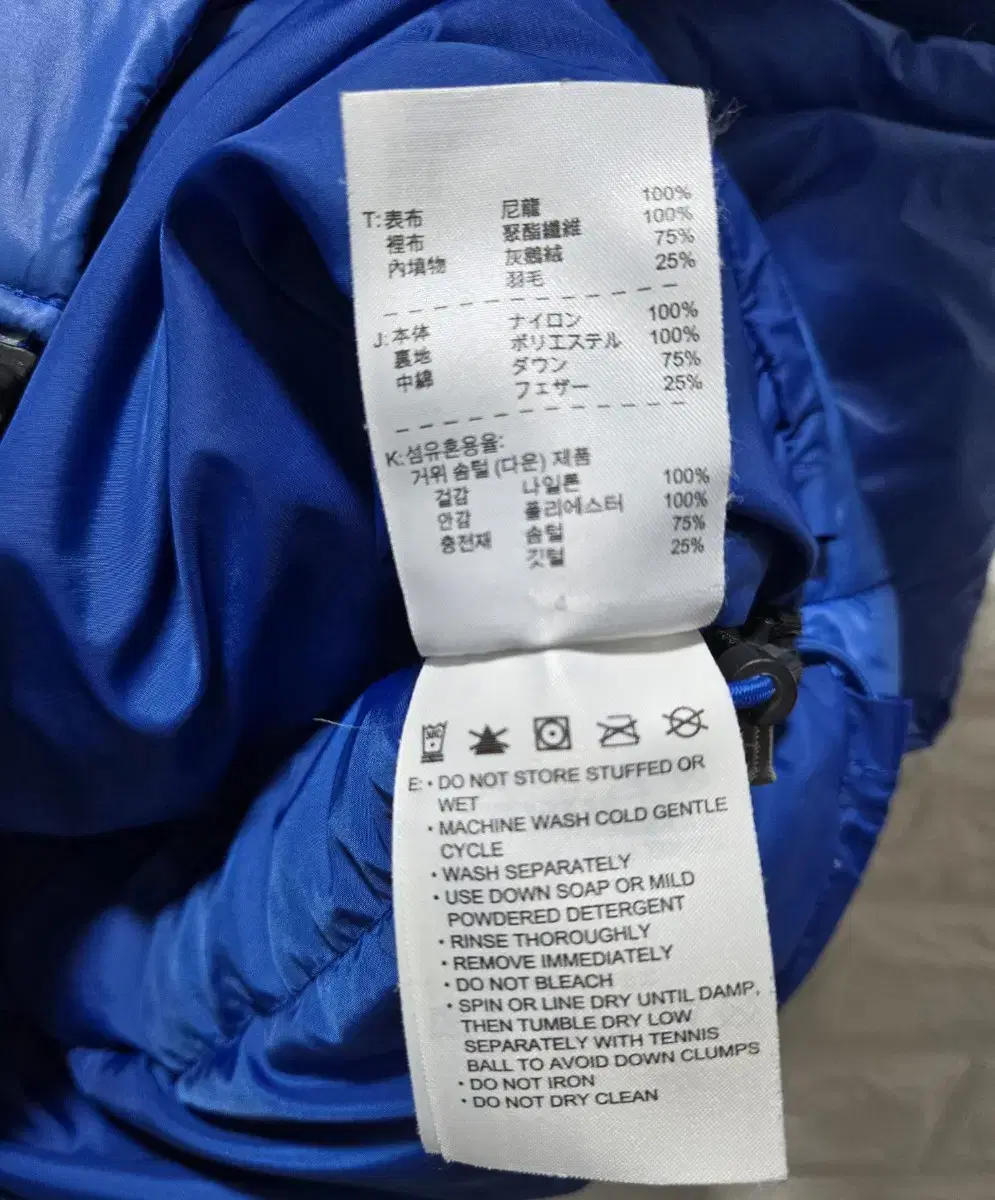 T: 表布 尼龍 100%
裡布 聚酯纖維 100%
內填物 灰鵝絨 75%
羽毛 25%
J: 本体 ナイロン 100%
裏地 ポリエステル 100%
中綿 ダウン 75%
フェザー 25%
K: 섬유혼용율:
거위 솜털 (다운) 제품
겉감 나일론 100%
안감 폴리에스터 100%
충전재 솜털 75%
깃털 25%
E: • DO NOT STORE STUFFED OR
WET
• MACHINE WASH COLD GENTLE
CYCLE
• WASH SEPARATELY
• USE DOWN SOAP OR MILD
POWDERED DETERGENT
• RINSE THOROUGHLY
• REMOVE IMMEDIATELY
• DO NOT BLEACH
• SPIN OR LINE DRY UNTIL DAMP,
THEN TUMBLE DRY LOW
SEPARATELY WITH TENNIS
BALL TO AVOID DOWN CLUMPS
• DO NOT IRON
• DO NOT DRY CLEAN